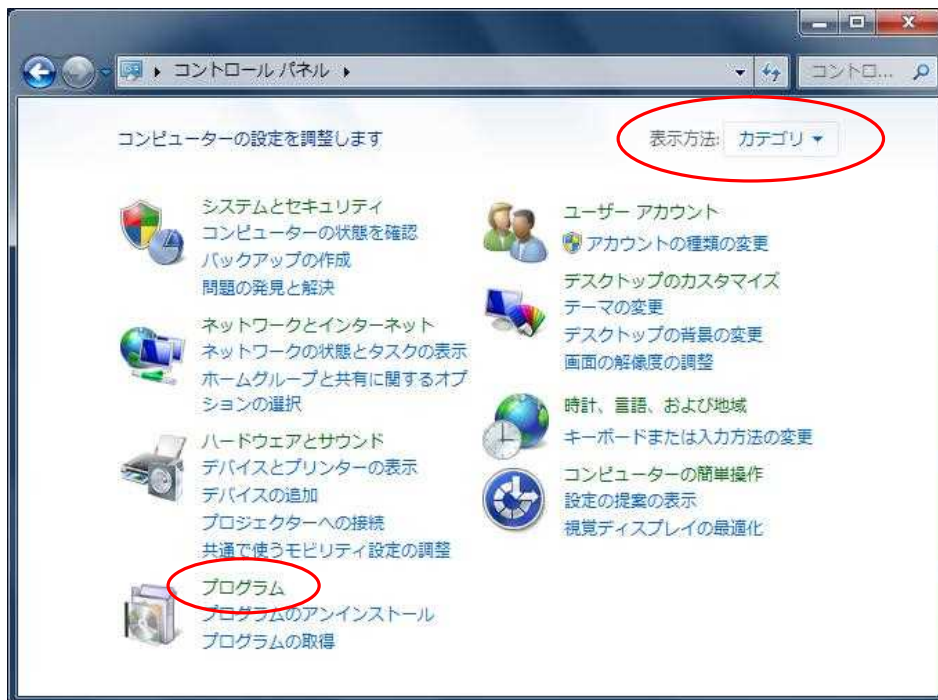 コントロール パネル
コントロ...
コンピューターの設定を調整します
表示方法: カテゴリ
システムとセキュリティ
コンピューターの状態を確認
バックアップの作成
問題の発見と解決
ネットワークとインターネット
ネットワークの状態とタスクの表示
ホームグループと共有に関するオプ
ションの選択
ハードウェアとサウンド
デバイスとプリンターの表示
デバイスの追加
プロジェクターへの接続
共通で使うモビリティ設定の調整
プログラム
プログラムのアンインストール
プログラムの取得
ユーザー アカウント
アカウントの種類の変更
デスクトップのカスタマイズ
テーマの変更
デスクトップの背景の変更
画面の解像度の調整
時計、言語、および地域
キーボードまたは入力方法の変更
コンピューターの簡単操作
設定の提案の表示
視覚ディスプレイの最適化